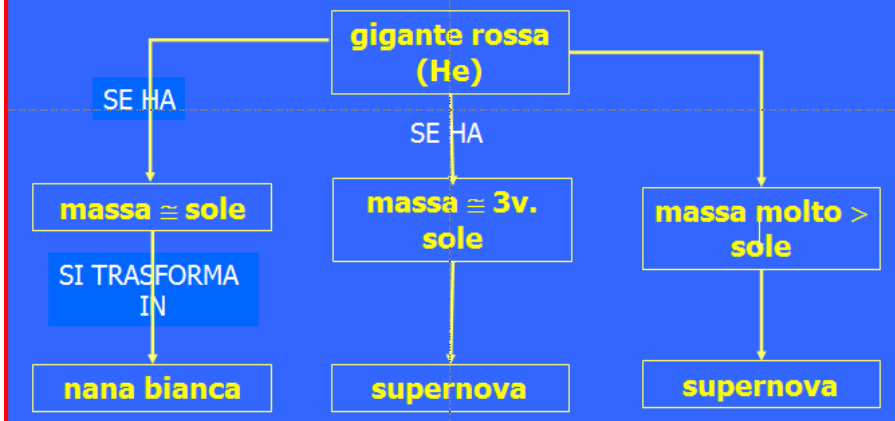 gigante rossa
(He)
SE HA
SE HA
massa ≅ sole
massa ≅ 3v.
sole
massa molto >
sole
SI TRASFORMA
IN
nana bianca
supernova
supernova